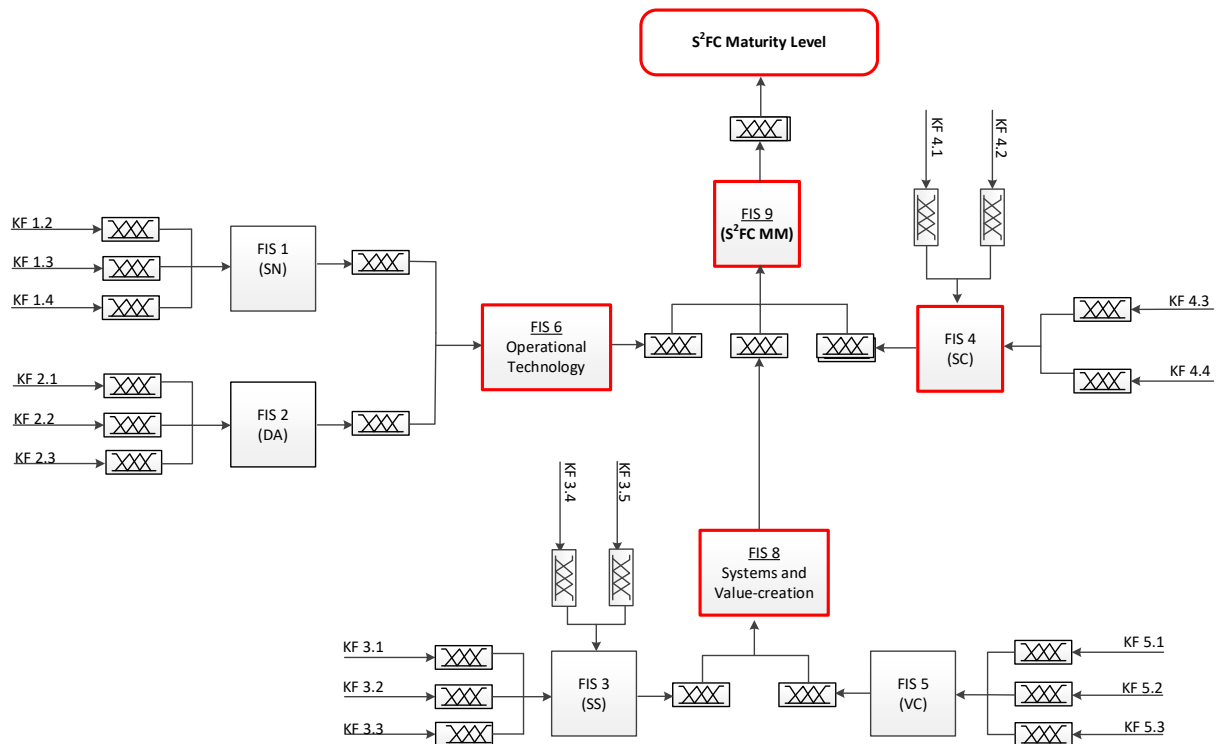 S²FC Maturity Level
KF 4.1
KF 4.2
FIS 9
(S²FC MM)
KF 1.2
KF 1.3
KF 1.4
FIS 1
(SN)
KF 4.3
KF 4.4
FIS 6
Operational
Technology
FIS 4
(SC)
KF 2.1
KF 2.2
KF 2.3
FIS 2
(DA)
KF 3.4
KF 3.5
FIS 8
Systems and
Value-creation
KF 3.1
KF 3.2
KF 3.3
FIS 3
(SS)
FIS 5
(VC)
KF 5.1
KF 5.2
KF 5.3